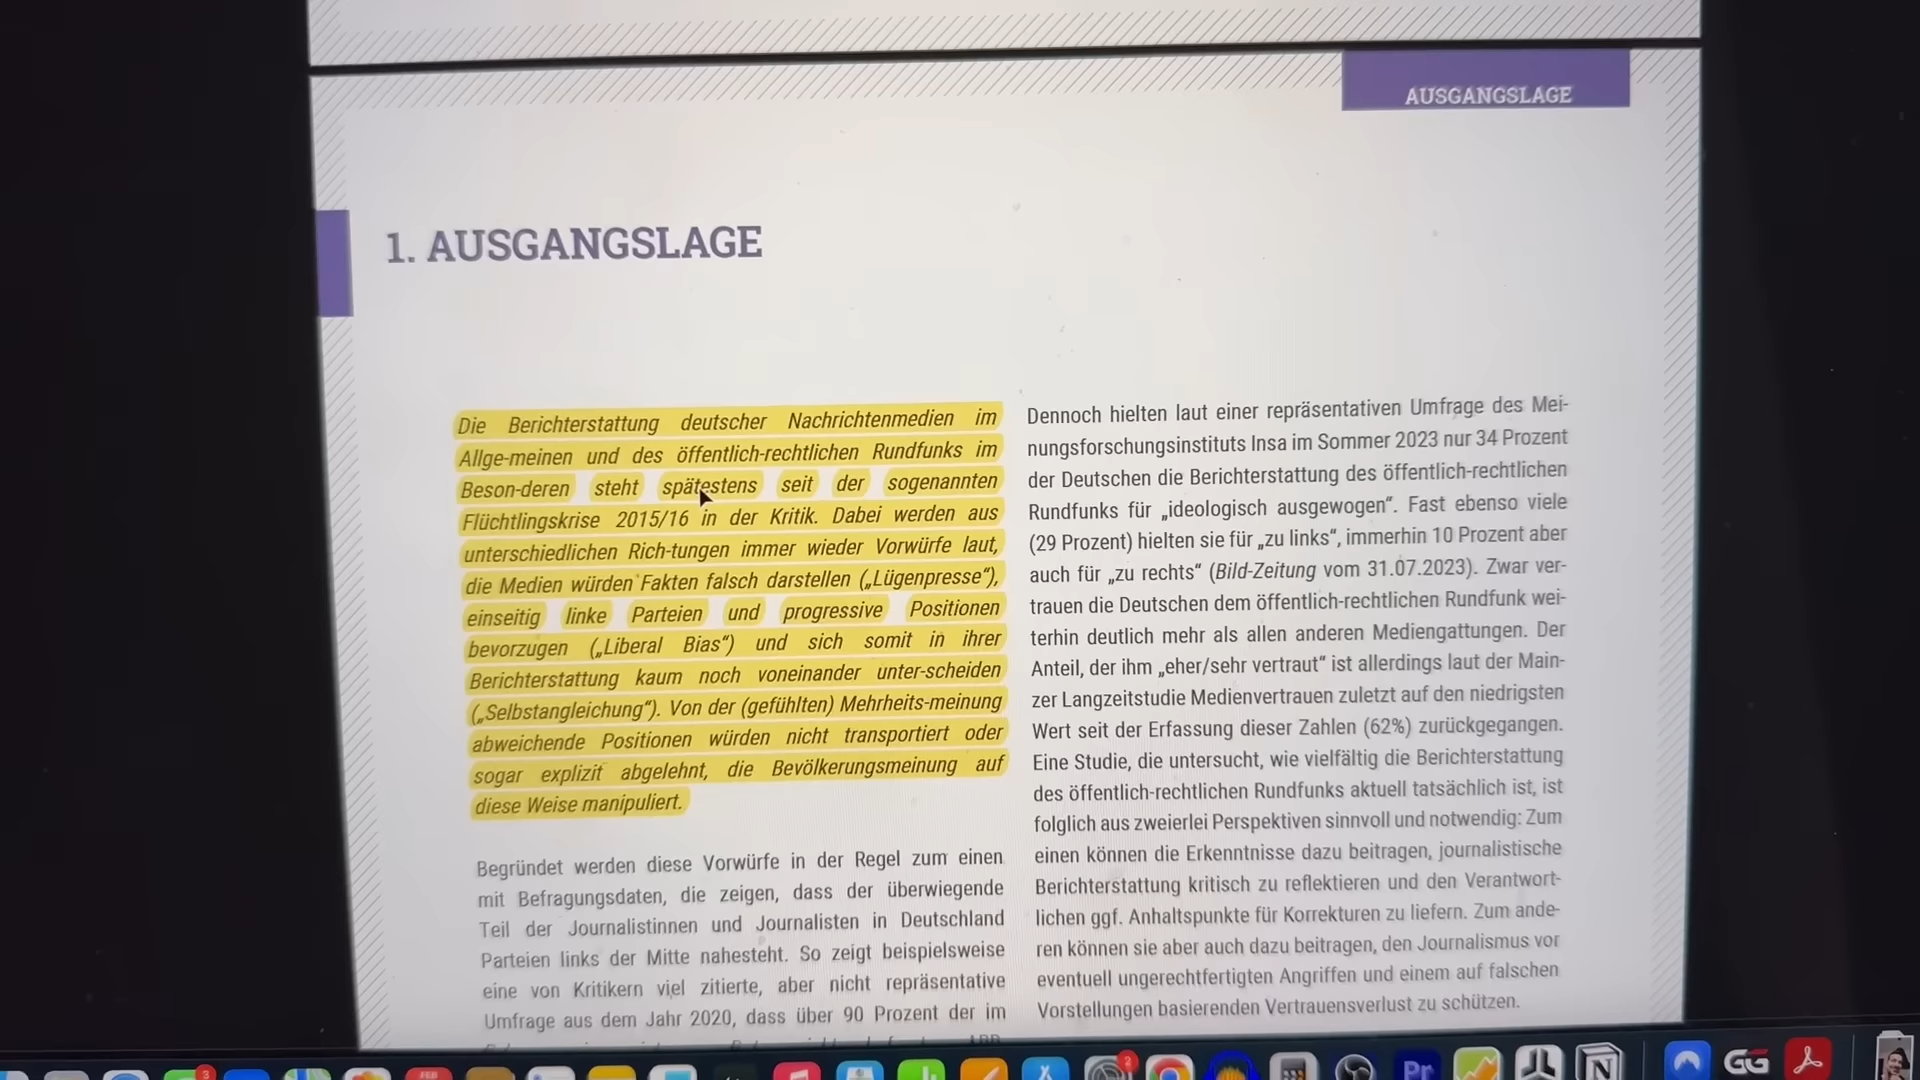 AUSGANGSLAGE
1. AUSGANGSLAGE
Die Berichterstattung deutscher Nachrichtenmedien im
Allge-meinen und des öffentlich-rechtlichen Rundfunks im
Beson-deren steht spätestens seit der sogenannten
Flüchtlingskrise 2015/16 in der Kritik. Dabei werden aus
unterschiedlichen Rich-tungen immer wieder Vorwürfe laut,
die Medien würden Fakten falsch darstellen („Lügenpresse“),
einseitig linke Parteien und progressive Positionen
bevorzugen („Liberal Bias“) und sich somit in ihrer
Berichterstattung kaum noch voneinander unter-scheiden
(„Selbstangleichung“). Von der (gefühlten) Mehrheits-meinung
abweichende Positionen würden nicht transportiert oder
sogar explizit abgelehnt, die Bevölkerungsmeinung auf
diese Weise manipuliert.
Begründet werden diese Vorwürfe in der Regel zum einen
mit Befragungsdaten, die zeigen, dass der überwiegende
Teil der Journalistinnen und Journalisten in Deutschland
Parteien links der Mitte nahesteht. So zeigt beispielsweise
eine von Kritikern viel zitierte, aber nicht repräsentative
Umfrage aus dem Jahr 2020, dass über 90 Prozent der im
Dennoch hielten laut einer repräsentativen Umfrage des Mei-
nungsforschungsinstituts Insa im Sommer 2023 nur 34 Prozent
der Deutschen die Berichterstattung des öffentlich-rechtlichen
Rundfunks für „ideologisch ausgewogen“. Fast ebenso viele
(29 Prozent) hielten sie für „zu links“, immerhin 10 Prozent aber
auch für „zu rechts“ (Bild-Zeitung vom 31.07.2023). Zwar ver-
trauen die Deutschen dem öffentlich-rechtlichen Rundfunk wei-
terhin deutlich mehr als allen anderen Mediengattungen. Der
Anteil, der ihm „eher/sehr vertraut“ ist allerdings laut der Main-
zer Langzeitstudie Medienvertrauen zuletzt auf den niedrigsten
Wert seit der Erfassung dieser Zahlen (62%) zurückgegangen.
Eine Studie, die untersucht, wie vielfältig die Berichterstattung
des öffentlich-rechtlichen Rundfunks aktuell tatsächlich ist, ist
folglich aus zweierlei Perspektiven sinnvoll und notwendig: Zum
einen können die Erkenntnisse dazu beitragen, journalistische
Berichterstattung kritisch zu reflektieren und den Verantwort-
lichen ggf. Anhaltspunkte für Korrekturen zu liefern. Zum ande-
ren können sie aber auch dazu beitragen, den Journalismus vor
eventuell ungerechtfertigten Angriffen und einem auf falschen
Vorstellungen basierenden Vertrauensverlust zu schützen.
3
FEB
2
Pr
N
GG